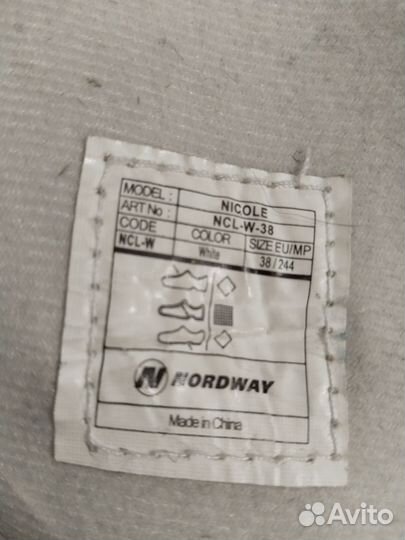 MODEL: NICOLE
ART No: NCL-W-38
CODE COLOR SIZE EU/MP
NCL-W White 38/244
NORDWAY
Made in China
Avito